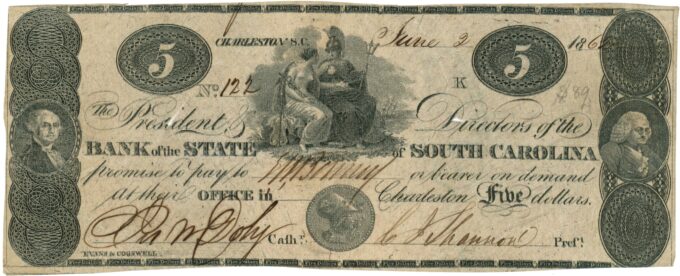 5 CHARLESTON S.C. June 2 186 5
No. 122 K
The President & Directors of the
BANK of the STATE of SOUTH CAROLINA
promise to pay to or bearer on demand
at their OFFICE in Charleston Five dollars.
Cash.r C J Shannon Pres.t
EVANS & COGSWELL